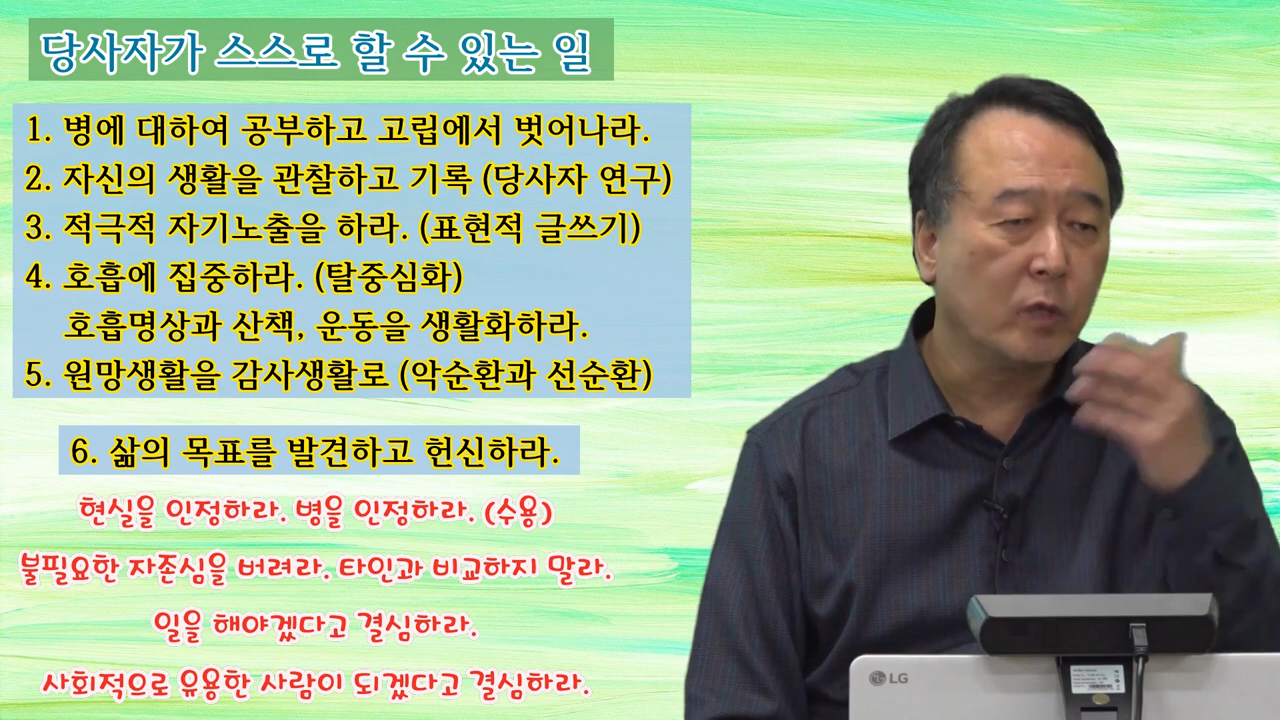 당사자가 스스로 할 수 있는 일
1. 병에 대하여 공부하고 고립에서 벗어나라.
2. 자신의 생활을 관찰하고 기록 (당사자 연구)
3. 적극적 자기노출을 하라. (표현적 글쓰기)
4. 호흡에 집중하라. (탈중심화)
호흡명상과 산책, 운동을 생활화하라.
5. 원망생활을 감사생활로 (악순환과 선순환)
6. 삶의 목표를 발견하고 헌신하라.
현실을 인정하라. 병을 인정하라. (수용)
불필요한 자존심을 버려라. 타인과 비교하지 말라.
일을 해야겠다고 결심하라.
사회적으로 유용한 사람이 되겠다고 결심하라.
LG